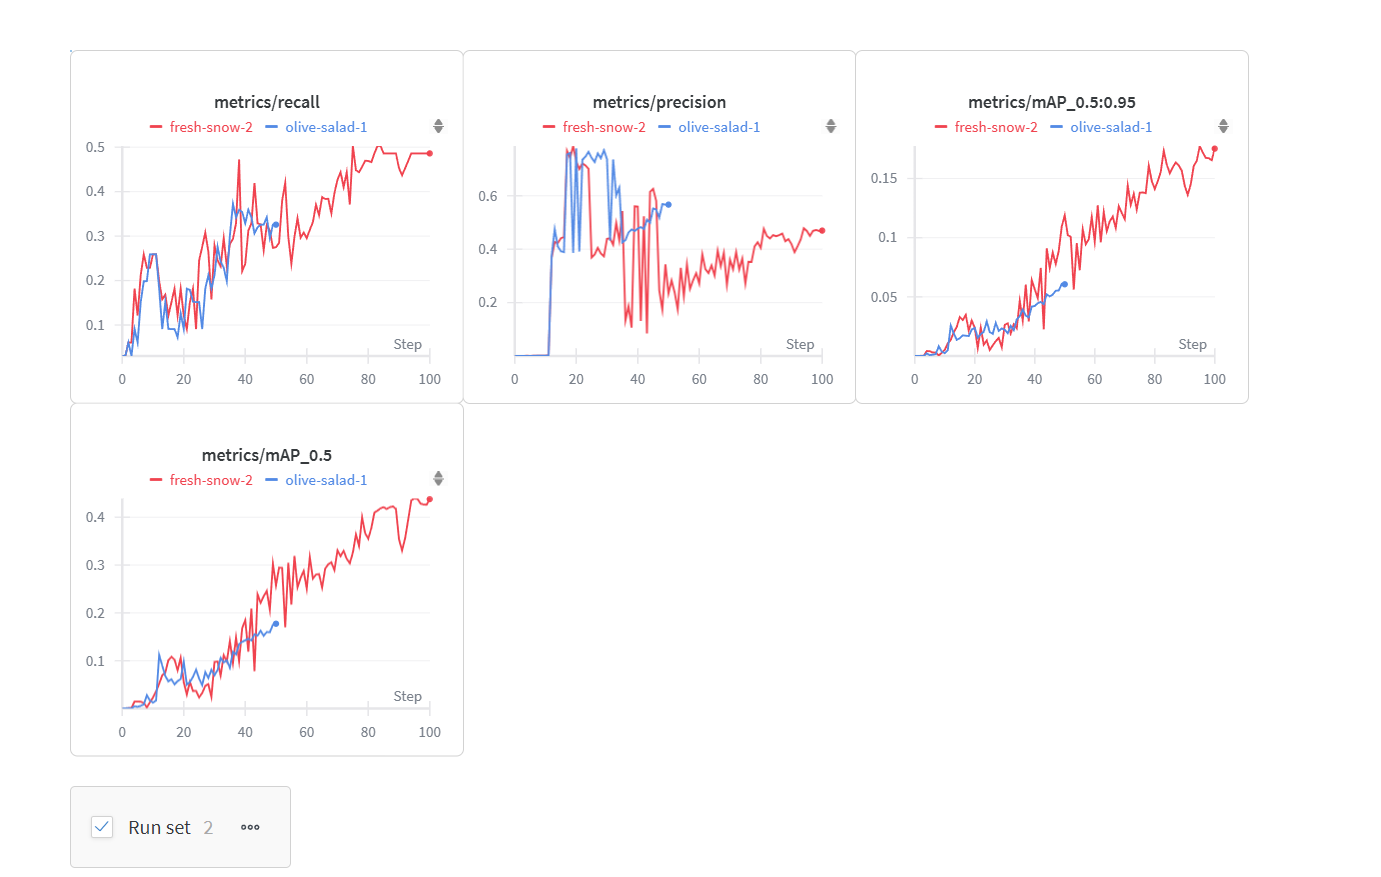 metrics/recall
fresh-snow-2 olive-salad-1
0.5
0.4
0.3
0.2
0.1
Step
0 20 40 60 80 100
metrics/precision
fresh-snow-2 olive-salad-1
0.6
0.4
0.2
Step
0 20 40 60 80 100
metrics/mAP_0.5:0.95
fresh-snow-2 olive-salad-1
0.15
0.1
0.05
Step
0 20 40 60 80 100
metrics/mAP_0.5
fresh-snow-2 olive-salad-1
0.4
0.3
0.2
0.1
Step
0 20 40 60 80 100
Run set 2